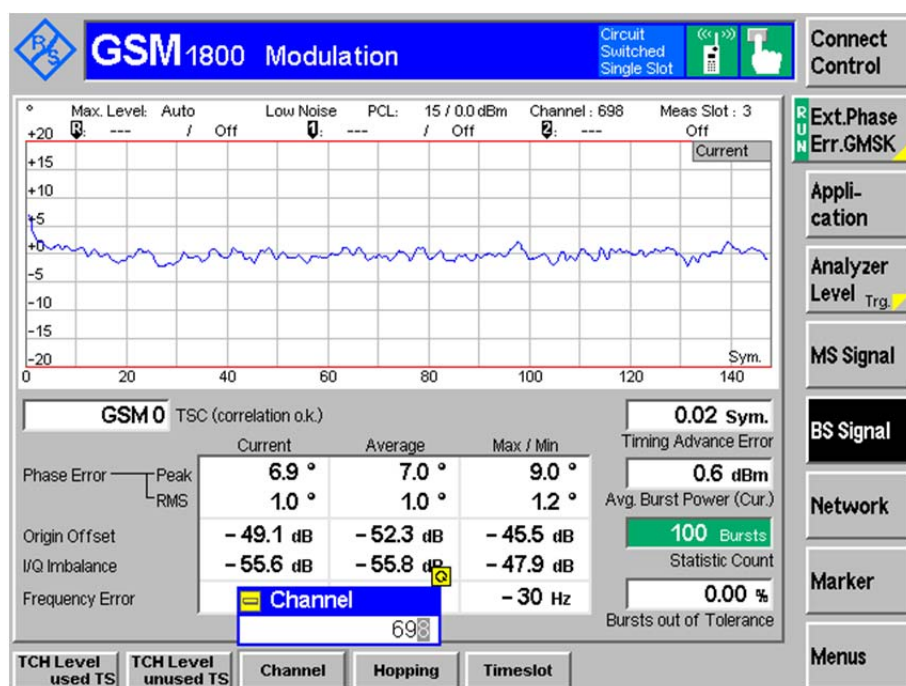 R&S
GSM 1800 Modulation
Circuit
Switched
Single Slot
Connect
Control
° Max. Level: Auto Low Noise PCL: 15 / 0.0 dBm Channel : 698 Meas Slot : 3
R: --- / Off 1: --- / Off 2: --- Off
Current
+20
+15
+10
+5
+0
-5
-10
-15
-20
Sym.
0 20 40 60 80 100 120 140
RUN
Ext.Phase
Err.GMSK
Appli-
cation
Analyzer
Level Trg.
MS Signal
BS Signal
Network
Marker
Menus
GSM 0 TSC (correlation o.k.)
Current Average Max / Min
Phase Error Peak 6.9 ° 7.0 ° 9.0 °
RMS 1.0 ° 1.0 ° 1.2 °
Origin Offset - 49.1 dB - 52.3 dB - 45.5 dB
I/Q Imbalance - 55.6 dB - 55.8 dB - 47.9 dB
Frequency Error - 30 Hz
0.02 Sym.
Timing Advance Error
0.6 dBm
Avg. Burst Power (Cur.)
100 Bursts
Statistic Count
0.00 %
Bursts out of Tolerance
Channel
698
TCH Level
used TS
TCH Level
unused TS
Channel
Hopping
Timeslot